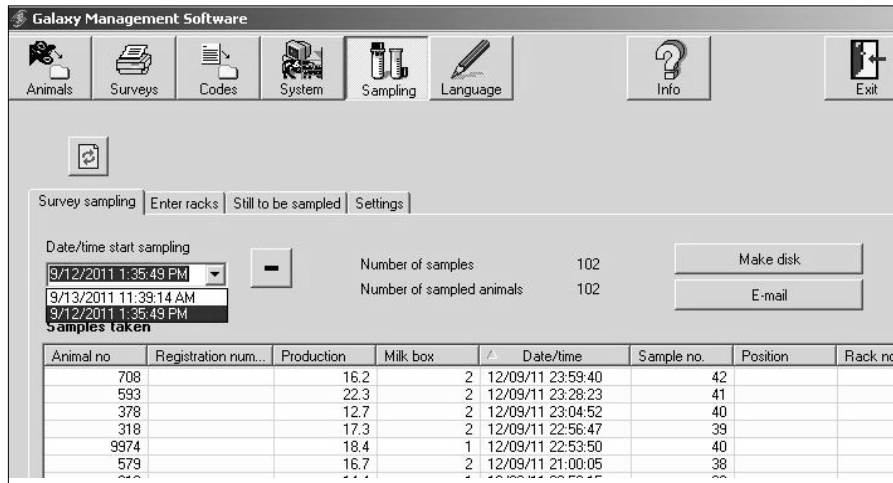 Galaxy Management Software
Animals Surveys Codes System Sampling Language Info Exit
Survey sampling Enter racks Still to be sampled Settings
Date/time start sampling
9/12/2011 1:35:49 PM
9/13/2011 11:39:14 AM
9/12/2011 1:35:49 PM
Number of samples 102
Number of sampled animals 102
Make disk
E-mail
Samples taken
Animal no Registration num... Production Milk box Date/time Sample no. Position Rack no
708 16.2 2 12/09/11 23:59:40 42
593 22.3 2 12/09/11 23:28:23 41
378 12.7 2 12/09/11 23:04:52 40
318 17.3 2 12/09/11 22:56:47 39
9974 18.4 1 12/09/11 22:53:50 40
579 16.7 2 12/09/11 21:00:05 38